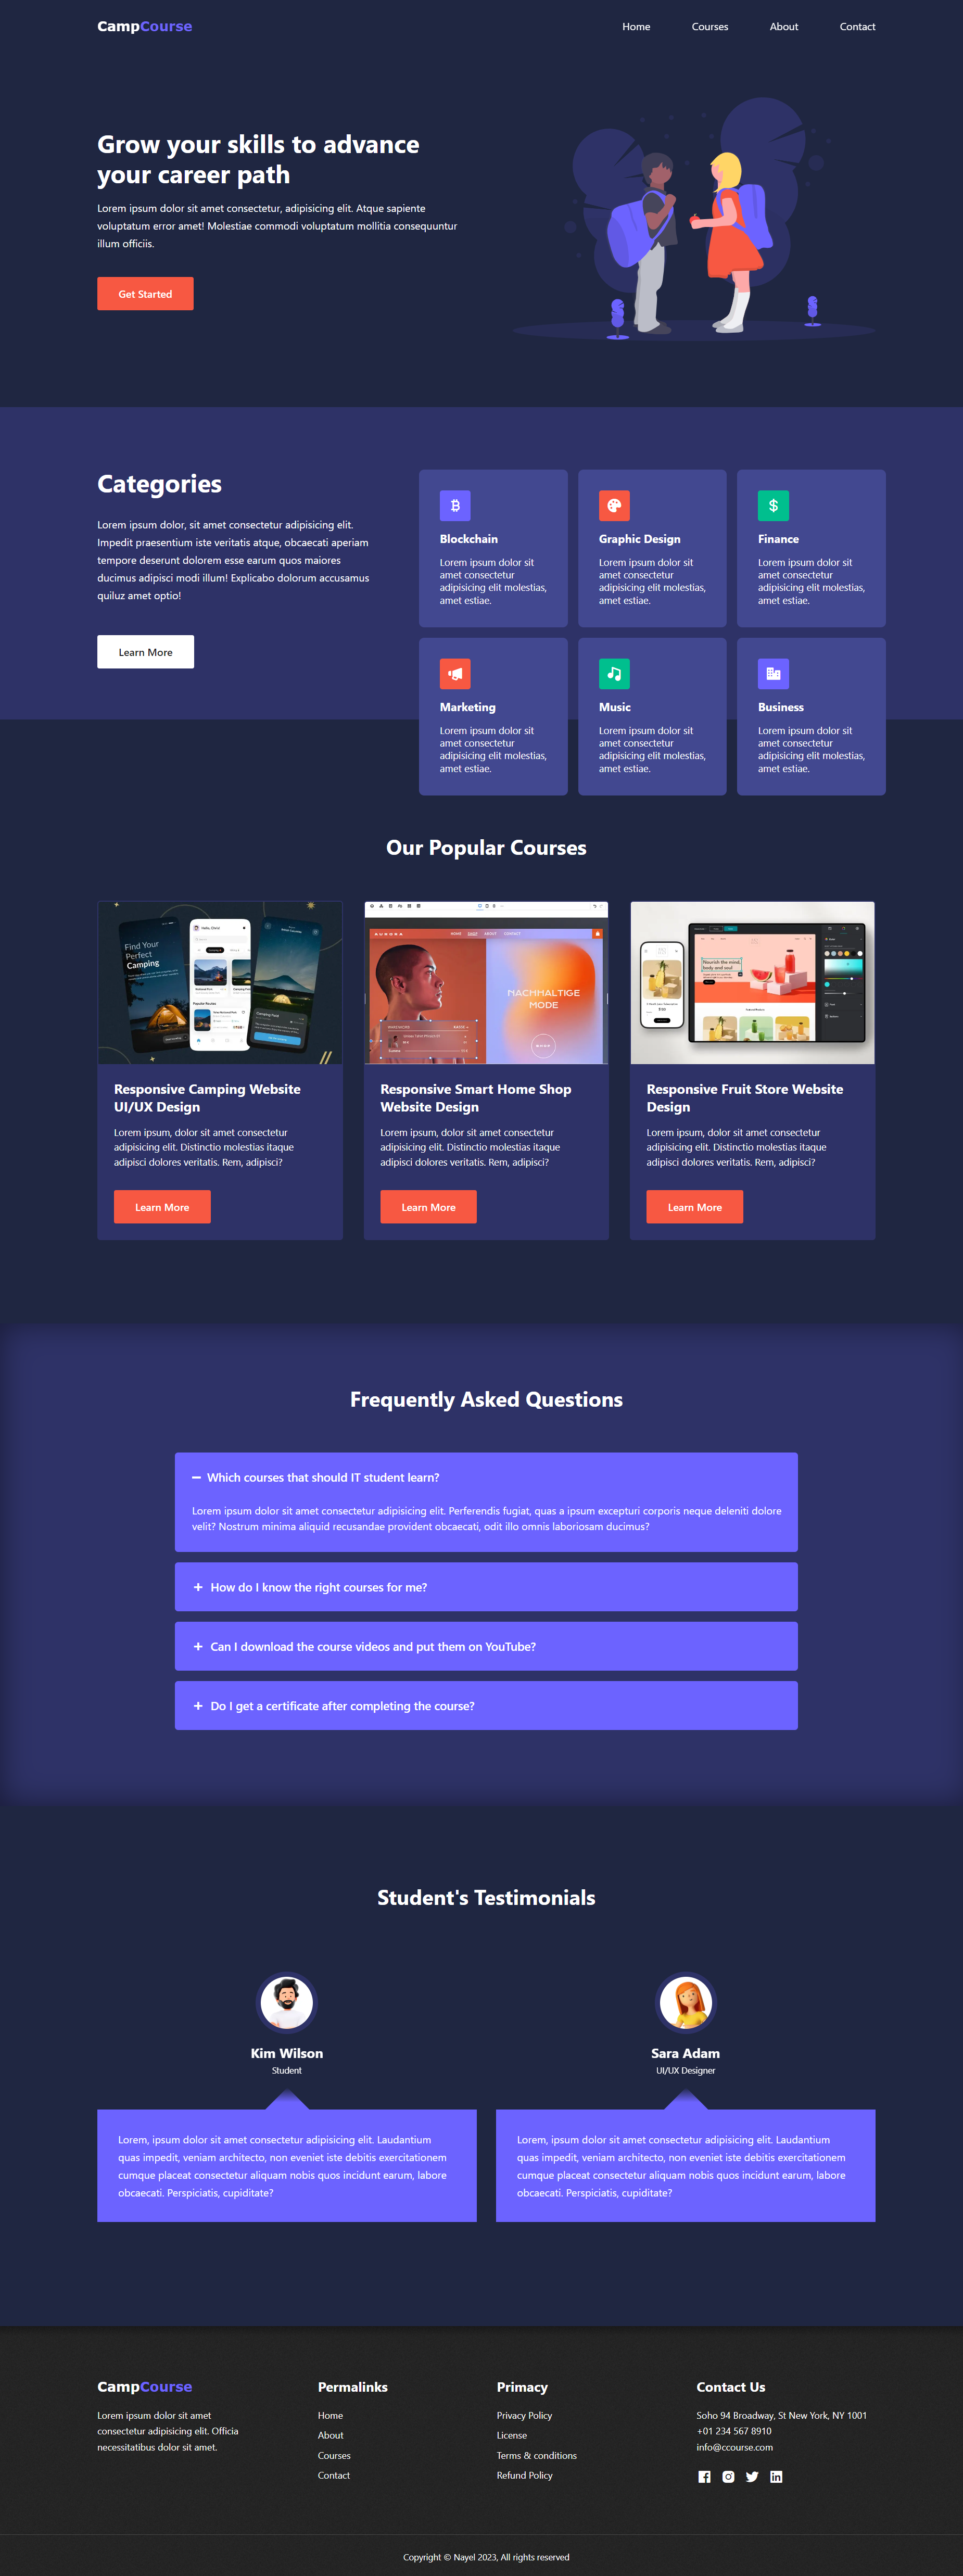 CampCourse
Home Courses About Contact
Grow your skills to advance
your career path
Lorem ipsum dolor sit amet consectetur, adipisicing elit. Atque sapiente
voluptatum error amet! Molestiae commodi voluptatum mollitia consequuntur
illum officiis.
Get Started
Categories
Lorem ipsum dolor, sit amet consectetur adipisicing elit.
Impedit praesentium iste veritatis atque, obcaecati aperiam
tempore deserunt dolorem esse earum quos maiores
ducimus adipisci modi illum! Explicabo dolorum accusamus
quiluz amet optio!
Learn More
Blockchain
Lorem ipsum dolor sit
amet consectetur
adipisicing elit molestias,
amet estiae.
Graphic Design
Lorem ipsum dolor sit
amet consectetur
adipisicing elit molestias,
amet estiae.
Finance
Lorem ipsum dolor sit
amet consectetur
adipisicing elit molestias,
amet estiae.
Marketing
Lorem ipsum dolor sit
amet consectetur
adipisicing elit molestias,
amet estiae.
Music
Lorem ipsum dolor sit
amet consectetur
adipisicing elit molestias,
amet estiae.
Business
Lorem ipsum dolor sit
amet consectetur
adipisicing elit molestias,
amet estiae.
Our Popular Courses
Find Your
Perfect
Camping
Responsive Camping Website
UI/UX Design
Lorem ipsum, dolor sit amet consectetur
adipisicing elit. Distinctio molestias itaque
adipisci dolores veritatis. Rem, adipisci?
Learn More
AURORA
HOME SHOP ABOUT CONTACT
NACHHALTIGE
MODE
Responsive Smart Home Shop
Website Design
Lorem ipsum, dolor sit amet consectetur
adipisicing elit. Distinctio molestias itaque
adipisci dolores veritatis. Rem, adipisci?
Learn More
Nourish the mind,
body and soul
Responsive Fruit Store Website
Design
Lorem ipsum, dolor sit amet consectetur
adipisicing elit. Distinctio molestias itaque
adipisci dolores veritatis. Rem, adipisci?
Learn More
Frequently Asked Questions
Which courses that should IT student learn?
Lorem ipsum dolor sit amet consectetur adipisicing elit. Perferendis fugiat, quas a ipsum excepturi corporis neque deleniti dolore
velit? Nostrum minima aliquid recusandae provident obcaecati, odit illo omnis laboriosam ducimus?
How do I know the right courses for me?
Can I download the course videos and put them on YouTube?
Do I get a certificate after completing the course?
Student's Testimonials
Kim Wilson
Student
Lorem, ipsum dolor sit amet consectetur adipisicing elit. Laudantium
quas impedit, veniam architecto, non eveniet iste debitis exercitationem
cumque placeat consectetur aliquam nobis quos incidunt earum, labore
obcaecati. Perspiciatis, cupiditate?
Sara Adam
UI/UX Designer
Lorem, ipsum dolor sit amet consectetur adipisicing elit. Laudantium
quas impedit, veniam architecto, non eveniet iste debitis exercitationem
cumque placeat consectetur aliquam nobis quos incidunt earum, labore
obcaecati. Perspiciatis, cupiditate?
CampCourse
Lorem ipsum dolor sit amet
consectetur adipisicing elit. Officia
necessitatibus dolor sit amet.
Permalinks
Home
About
Courses
Contact
Primacy
Privacy Policy
License
Terms & conditions
Refund Policy
Contact Us
Soho 94 Broadway, St New York, NY 1001
+01 234 567 8910
info@ccourse.com
Copyright © Nayel 2023, All rights reserved